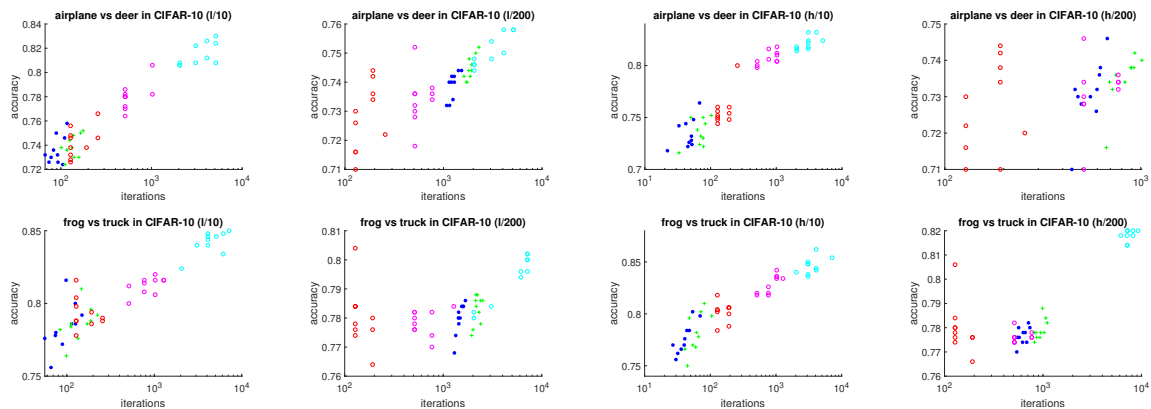 airplane vs deer in CIFAR-10 (l/10)
accuracy
0.84
0.82
0.8
0.78
0.76
0.74
0.72
10^2
10^3
10^4
iterations
airplane vs deer in CIFAR-10 (l/200)
accuracy
0.76
0.75
0.74
0.73
0.72
0.71
10^2
10^3
10^4
iterations
airplane vs deer in CIFAR-10 (h/10)
accuracy
0.8
0.75
0.7
10^1
10^2
10^3
10^4
iterations
airplane vs deer in CIFAR-10 (h/200)
accuracy
0.75
0.74
0.73
0.72
0.71
10^2
10^3
iterations
frog vs truck in CIFAR-10 (l/10)
accuracy
0.85
0.8
0.75
10^2
10^3
10^4
iterations
frog vs truck in CIFAR-10 (l/200)
accuracy
0.81
0.8
0.79
0.78
0.77
0.76
10^2
10^3
10^4
iterations
frog vs truck in CIFAR-10 (h/10)
accuracy
0.85
0.8
0.75
10^1
10^2
10^3
10^4
iterations
frog vs truck in CIFAR-10 (h/200)
accuracy
0.82
0.8
0.78
0.76
10^2
10^3
10^4
iterations